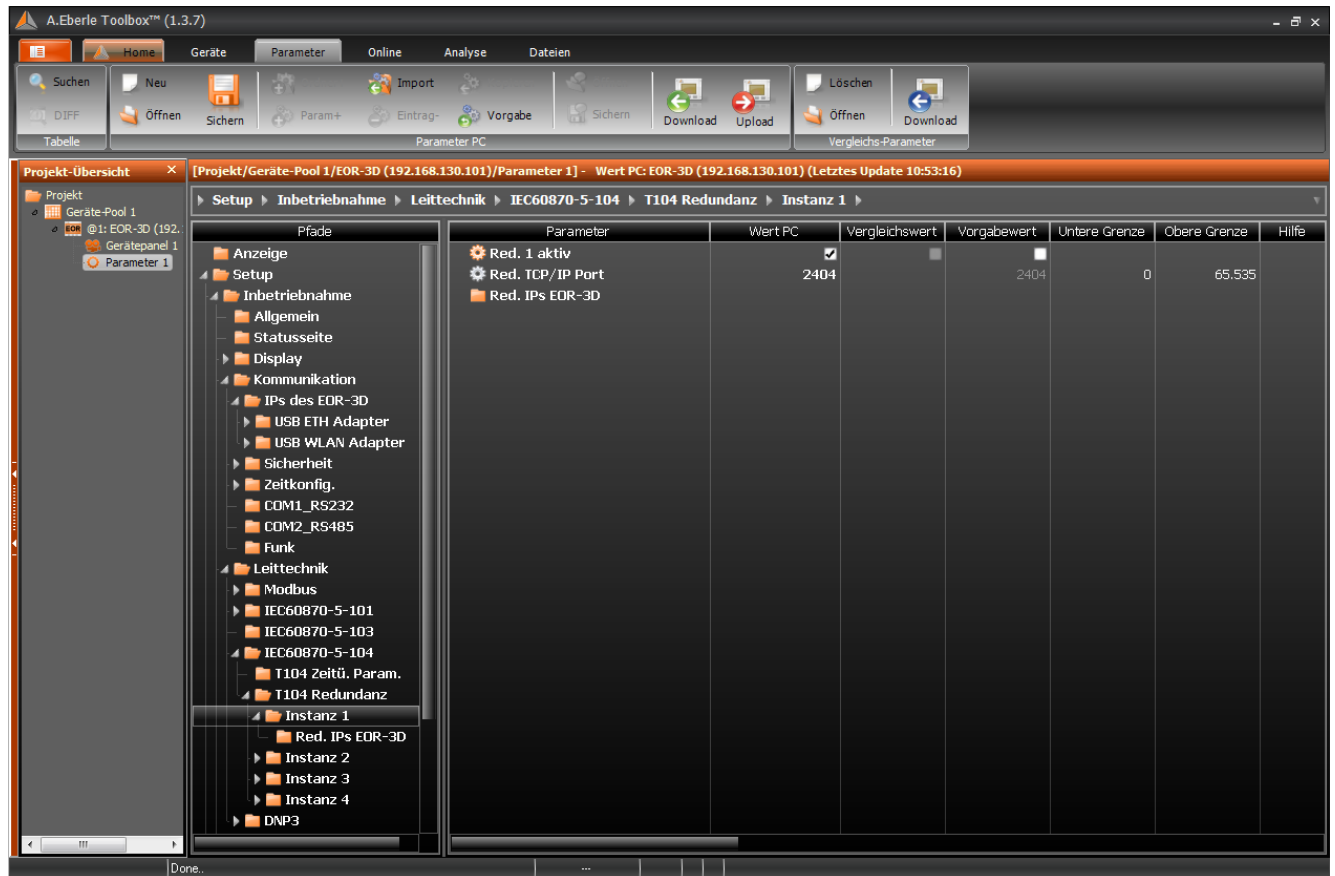 A.Eberle Toolbox™ (1.3.7)
Home Geräte Parameter Online Analyse Dateien
Suchen Neu Import Löschen
DIFF Öffnen Sichern Param+ Eintrag- Vorgabe Sichern Download Upload Öffnen Download
Tabelle Parameter PC Vergleichs-Parameter
Projekt-Übersicht × [Projekt/Geräte-Pool 1/EOR-3D (192.168.130.101)/Parameter 1] - Wert PC: EOR-3D (192.168.130.101) (Letztes Update 10:53:16)
Projekt
Geräte-Pool 1
EOR @1: EOR-3D (192.
Gerätepanel 1
Parameter 1
Setup Inbetriebnahme Leittechnik IEC60870-5-104 T104 Redundanz Instanz 1
Pfade
Anzeige
Setup
Inbetriebnahme
Allgemein
Statusseite
Display
Kommunikation
IPs des EOR-3D
USB ETH Adapter
USB WLAN Adapter
Sicherheit
Zeitkonfig.
COM1_RS232
COM2_RS485
Funk
Leittechnik
Modbus
IEC60870-5-101
IEC60870-5-103
IEC60870-5-104
T104 Zeitü. Param.
T104 Redundanz
Instanz 1
Red. IPs EOR-3D
Instanz 2
Instanz 3
Instanz 4
DNP3
Parameter Wert PC Vergleichswert Vorgabewert Untere Grenze Obere Grenze Hilfe
Red. 1 aktiv
Red. TCP/IP Port 2404 2404 0 65.535
Red. IPs EOR-3D
Done.. ...